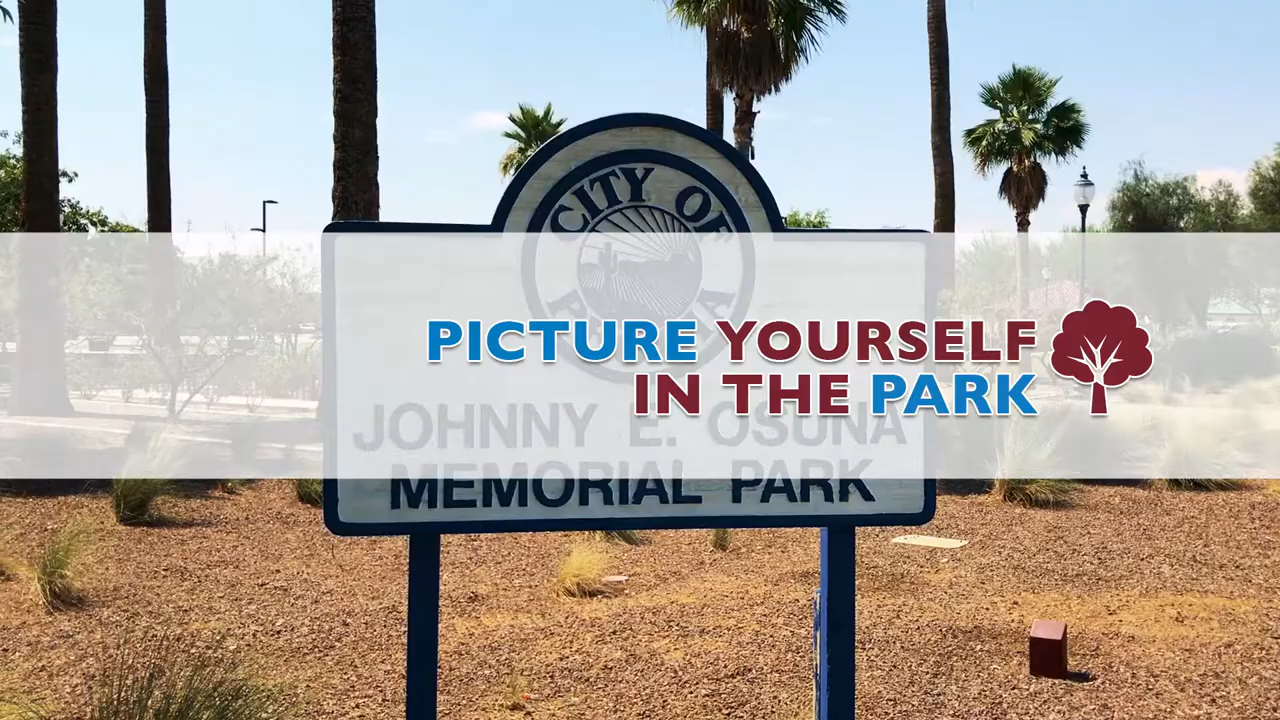 CITY OF
PICTURE YOURSELF
IN THE PARK
JOHNNY E. OSUNA
MEMORIAL PARK